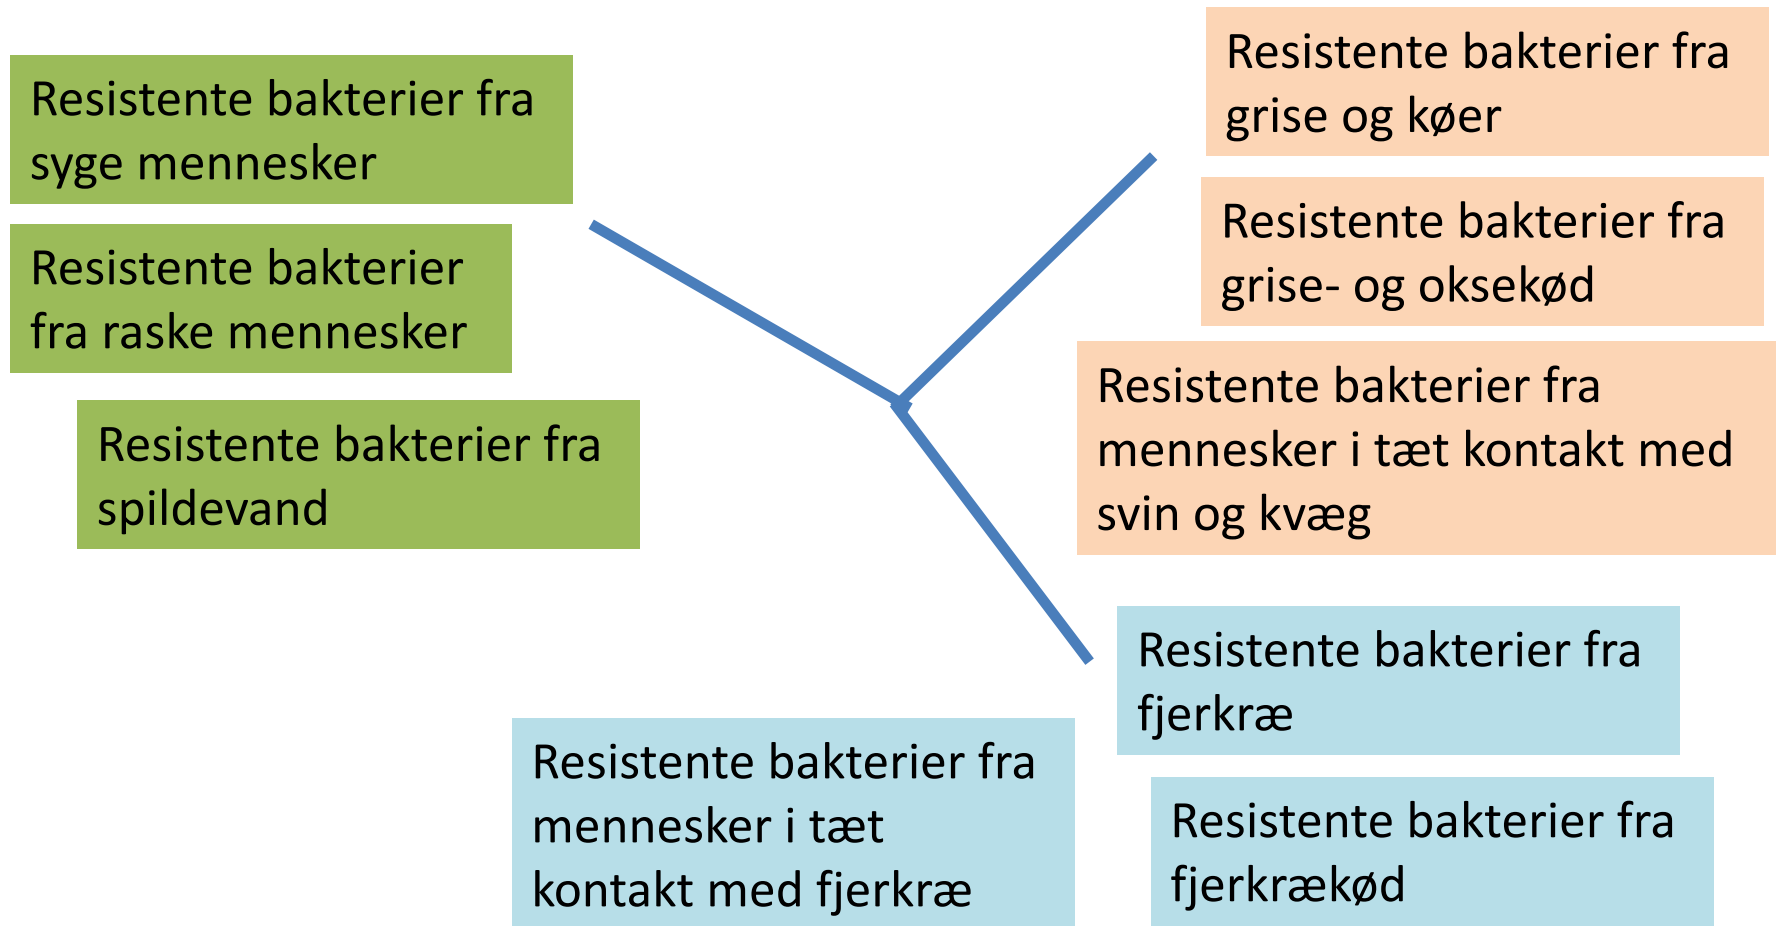 Resistente bakterier fra
syge mennesker
Resistente bakterier
fra raske mennesker
Resistente bakterier fra
spildevand
Resistente bakterier fra
grise og køer
Resistente bakterier fra
grise- og oksekød
Resistente bakterier fra
mennesker i tæt kontakt med
svin og kvæg
Resistente bakterier fra
fjerkræ
Resistente bakterier fra
fjerkrækød
Resistente bakterier fra
mennesker i tæt
kontakt med fjerkræ